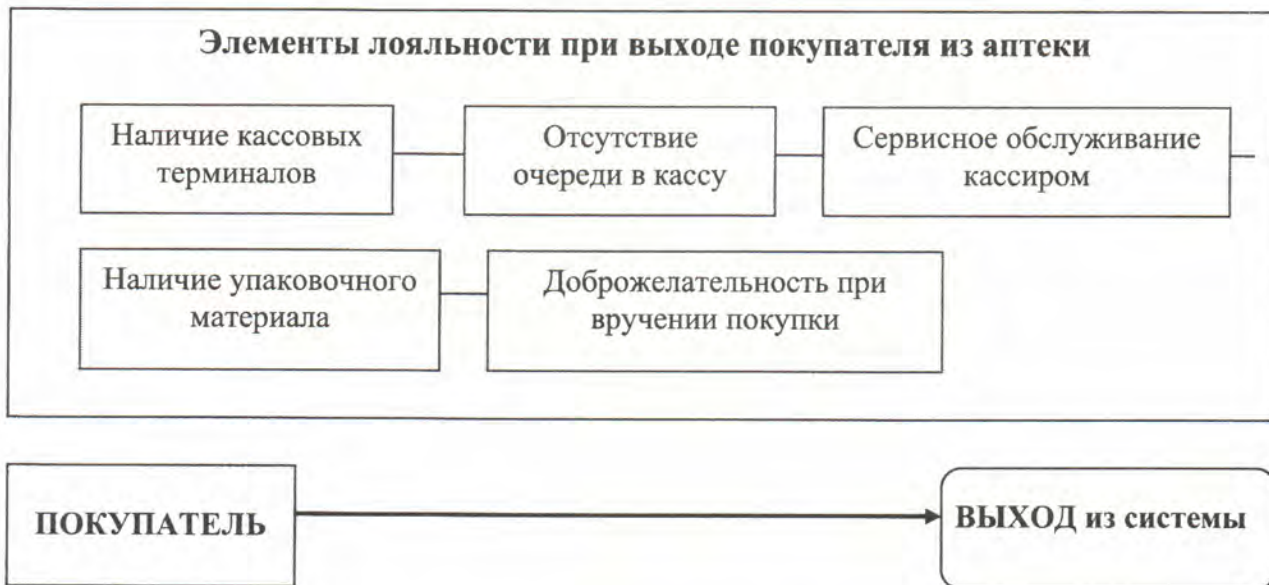 Элементы лояльности при выходе покупателя из аптеки
Наличие кассовых
терминалов
Отсутствие
очереди в кассу
Сервисное обслуживание
кассиром
Наличие упаковочного
материала
Доброжелательность при
вручении покупки
ПОКУПАТЕЛЬ
ВЫХОД из системы